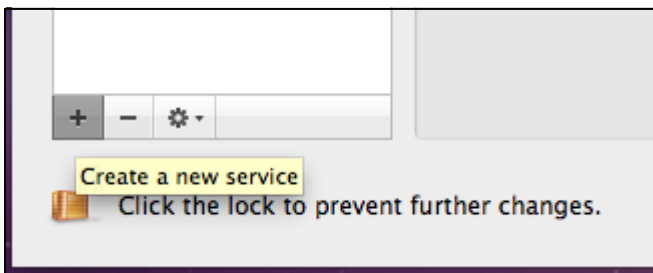 Create a new service
Click the lock to prevent further changes.